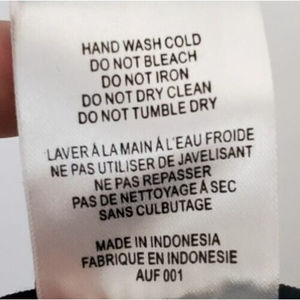 HAND WASH COLD
DO NOT BLEACH
DO NOT IRON
DO NOT DRY CLEAN
DO NOT TUMBLE DRY
LAVER À LA MAIN À L'EAU FROIDE
NE PAS UTILISER DE JAVELISANT
NE PAS REPASSER
PAS DE NETTOYAGE À SEC
SANS CULBUTAGE
MADE IN INDONESIA
FABRIQUE EN INDONESIE
AUF 001